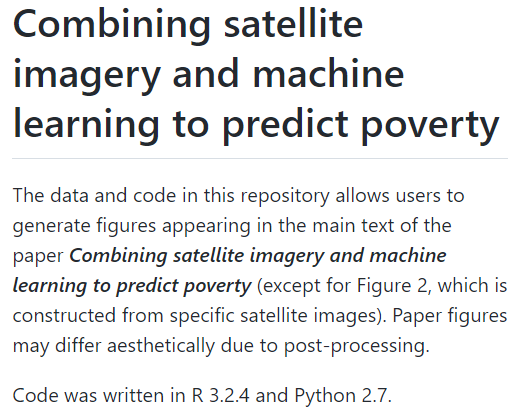 Combining satellite
imagery and machine
learning to predict poverty
The data and code in this repository allows users to
generate figures appearing in the main text of the
paper Combining satellite imagery and machine
learning to predict poverty (except for Figure 2, which is
constructed from specific satellite images). Paper figures
may differ aesthetically due to post-processing.
Code was written in R 3.2.4 and Python 2.7.